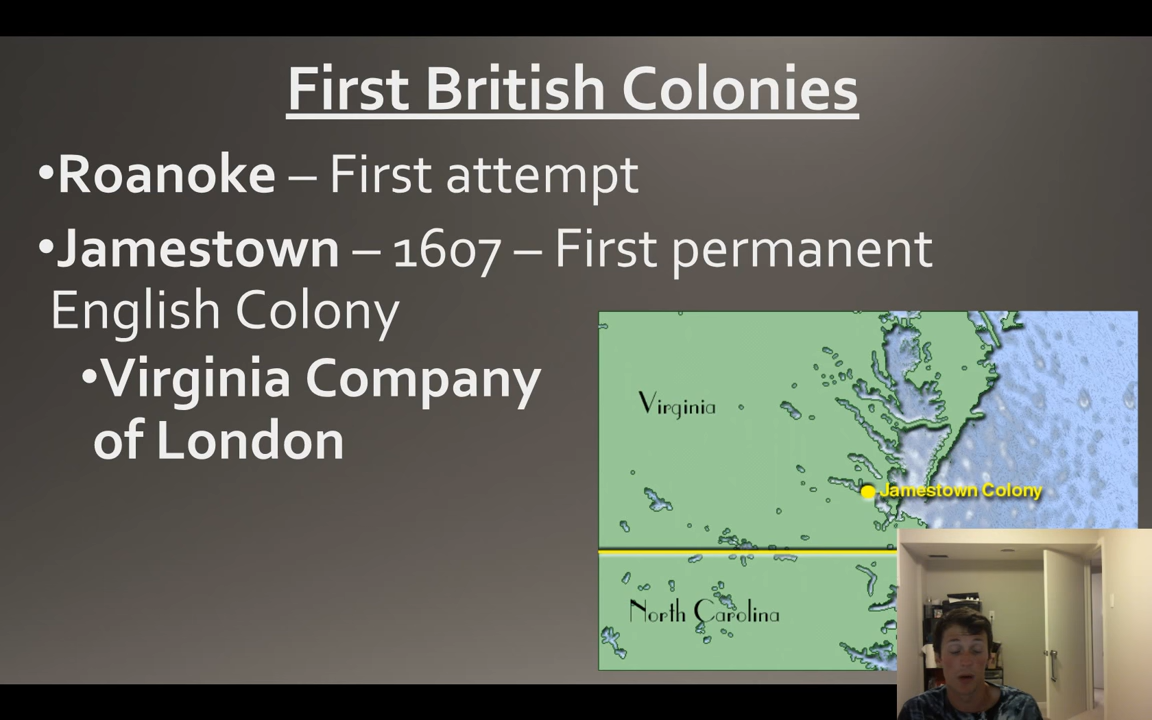 First British Colonies
•Roanoke – First attempt
•Jamestown – 1607 – First permanent
English Colony
•Virginia Company
of London
Virginia
Jamestown Colony
North Carolina